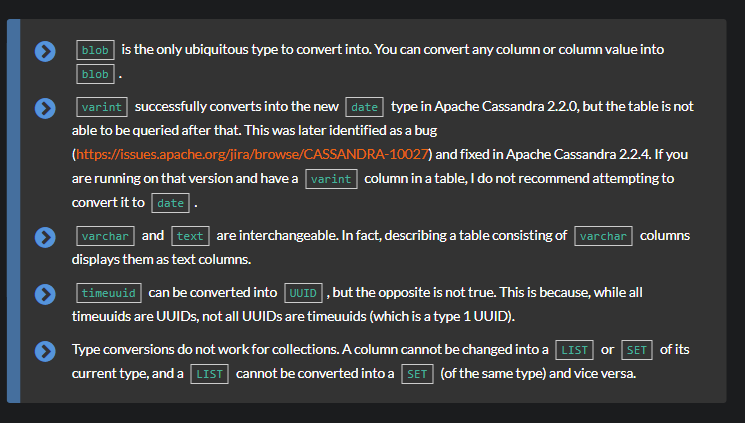 blob is the only ubiquitous type to convert into. You can convert any column or column value into
blob .
varint successfully converts into the new date type in Apache Cassandra 2.2.0, but the table is not
able to be queried after that. This was later identified as a bug
(https://issues.apache.org/jira/browse/CASSANDRA-10027) and fixed in Apache Cassandra 2.2.4. If you
are running on that version and have a varint column in a table, I do not recommend attempting to
convert it to date .
varchar and text are interchangeable. In fact, describing a table consisting of varchar columns
displays them as text columns.
timeuuid can be converted into UUID , but the opposite is not true. This is because, while all
timeuuids are UUIDs, not all UUIDs are timeuuids (which is a type 1 UUID).
Type conversions do not work for collections. A column cannot be changed into a LIST or SET of its
current type, and a LIST cannot be converted into a SET (of the same type) and vice versa.